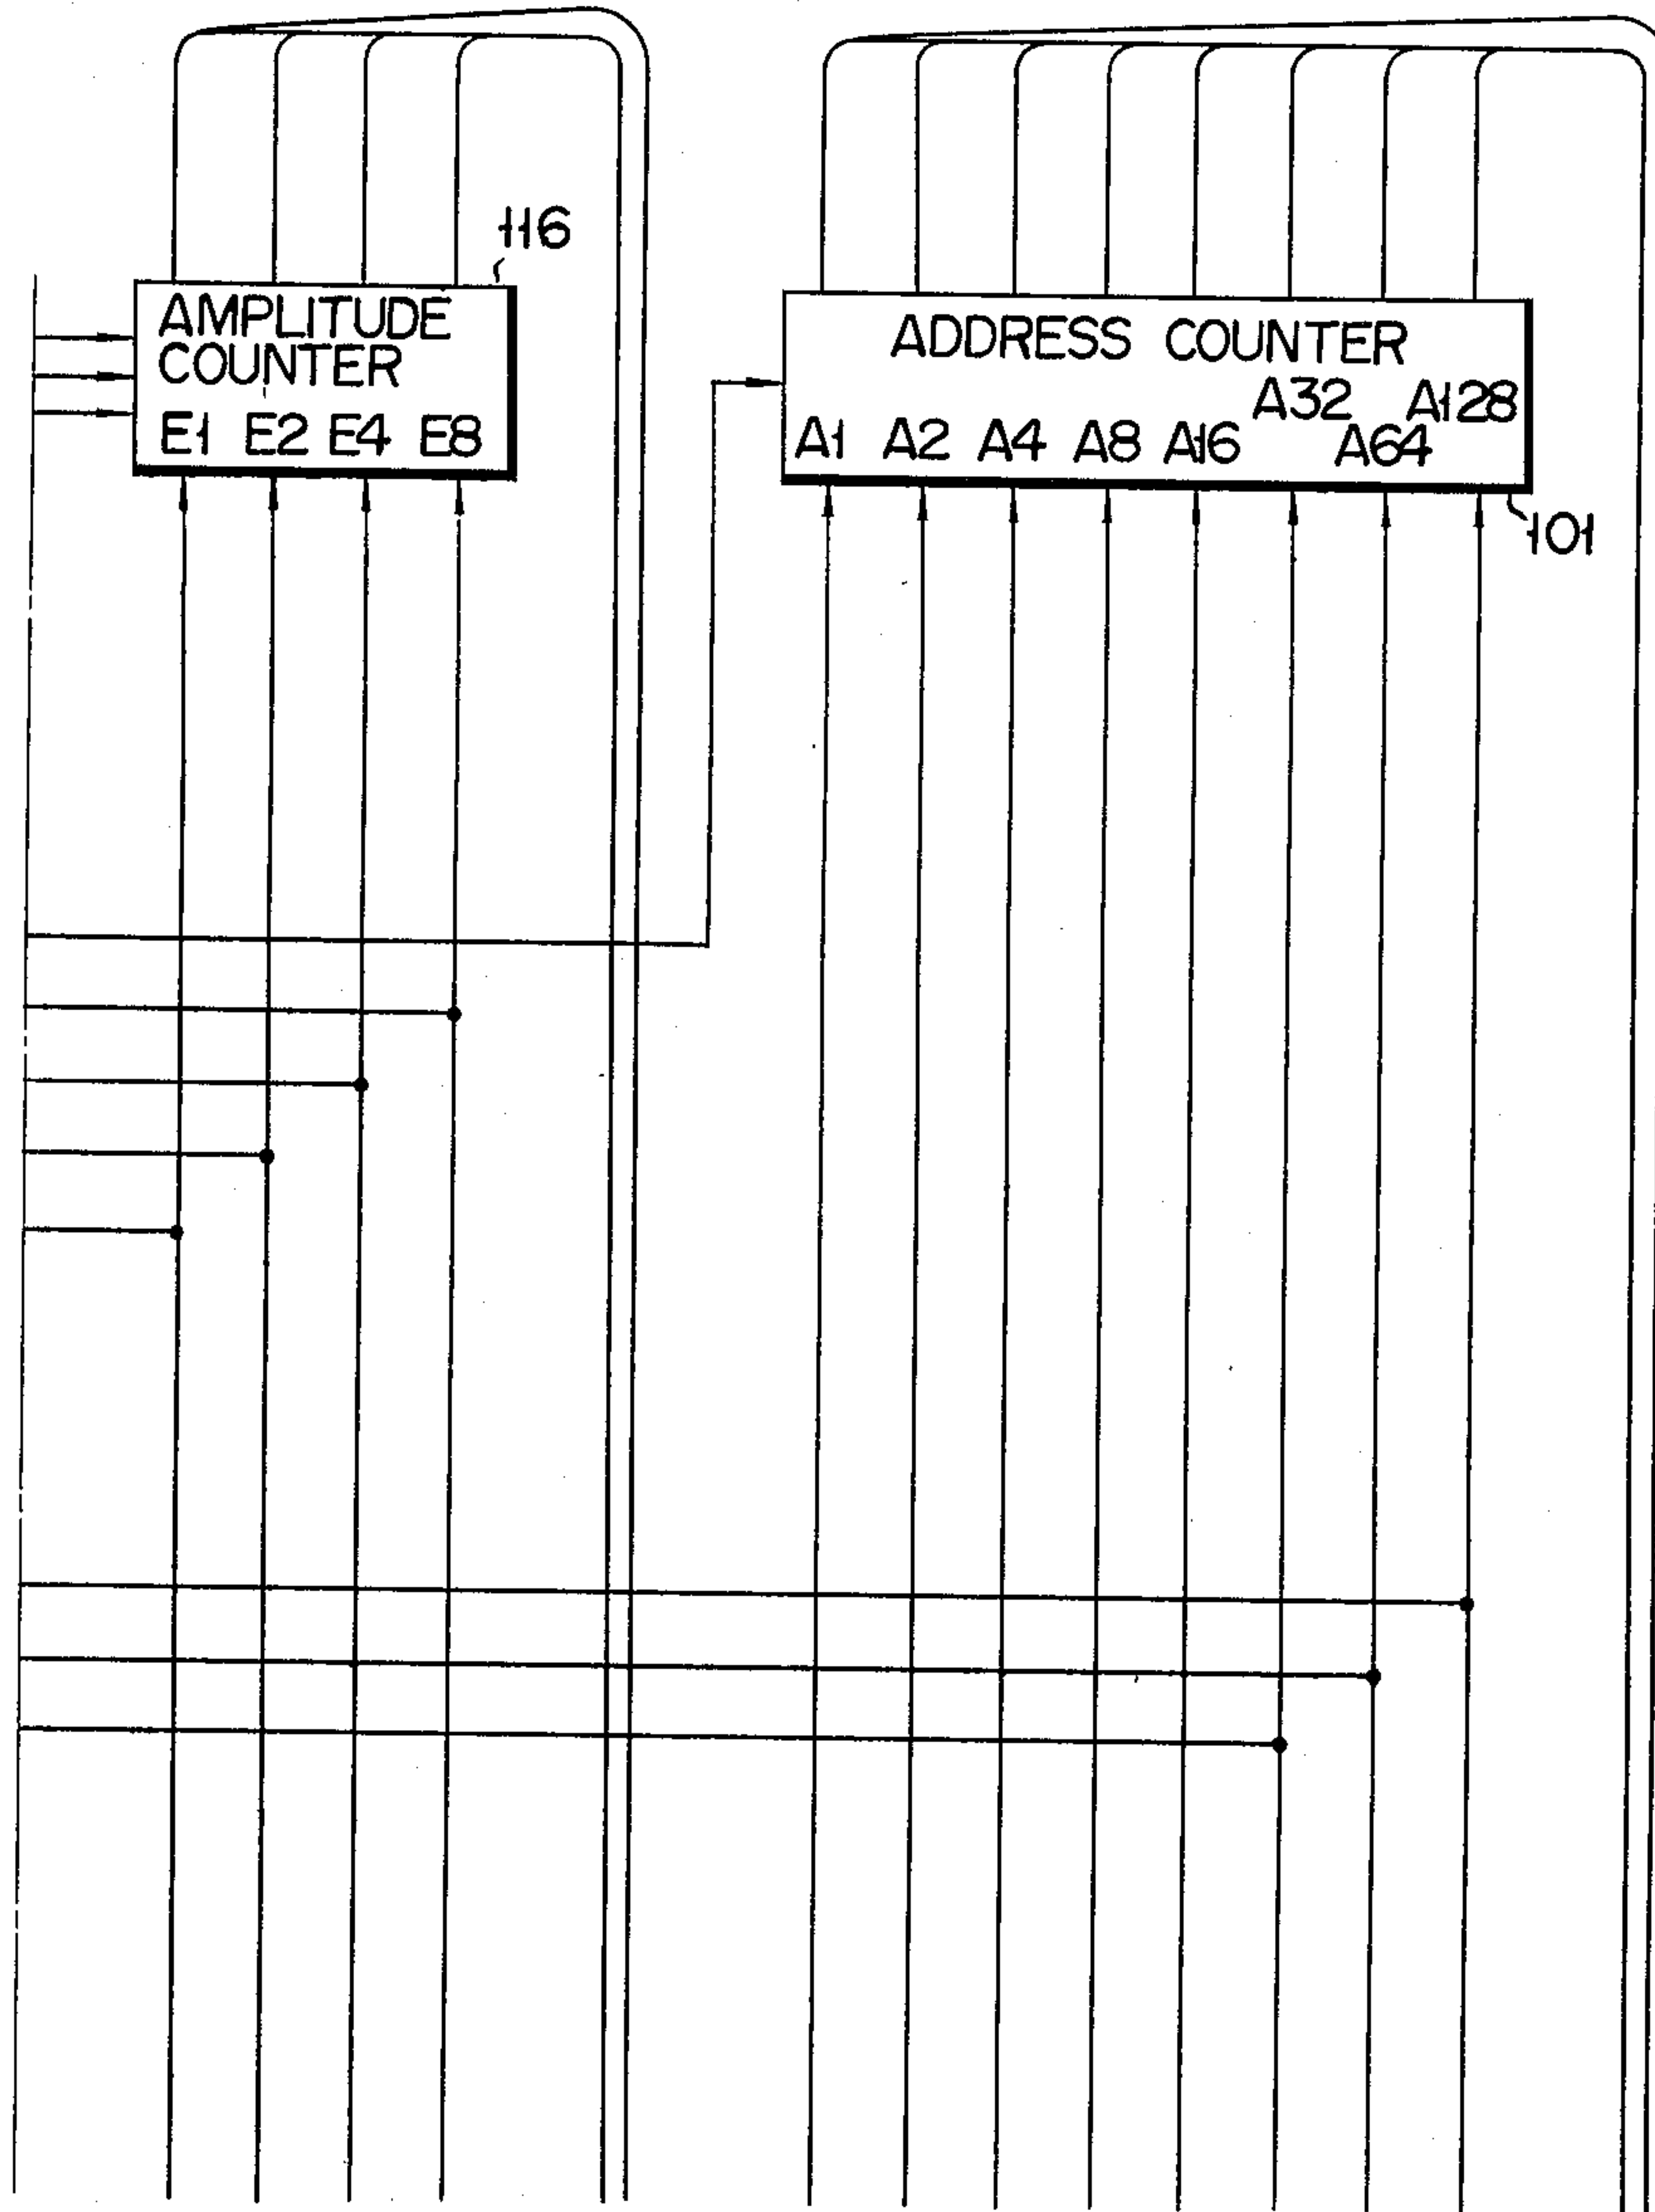 116
AMPLITUDE
COUNTER
E1 E2 E4 E8
ADDRESS COUNTER
A32 A128
A1 A2 A4 A8 A16 A64
101